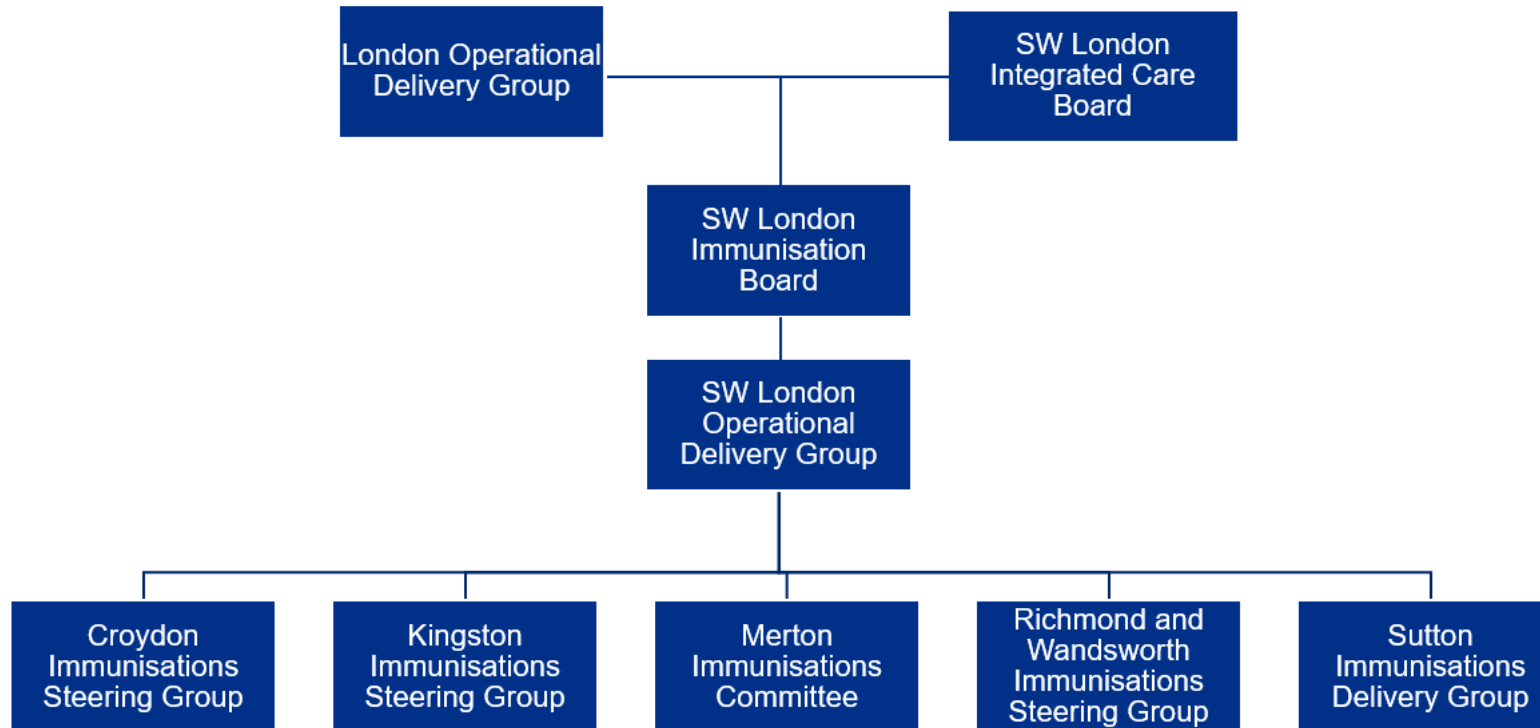 London Operational
Delivery Group
SW London
Integrated Care
Board
SW London
Immunisation
Board
SW London
Operational
Delivery Group
Croydon
Immunisations
Steering Group
Kingston
Immunisations
Steering Group
Merton
Immunisations
Committee
Richmond and
Wandsworth
Immunisations
Steering Group
Sutton
Immunisations
Delivery Group